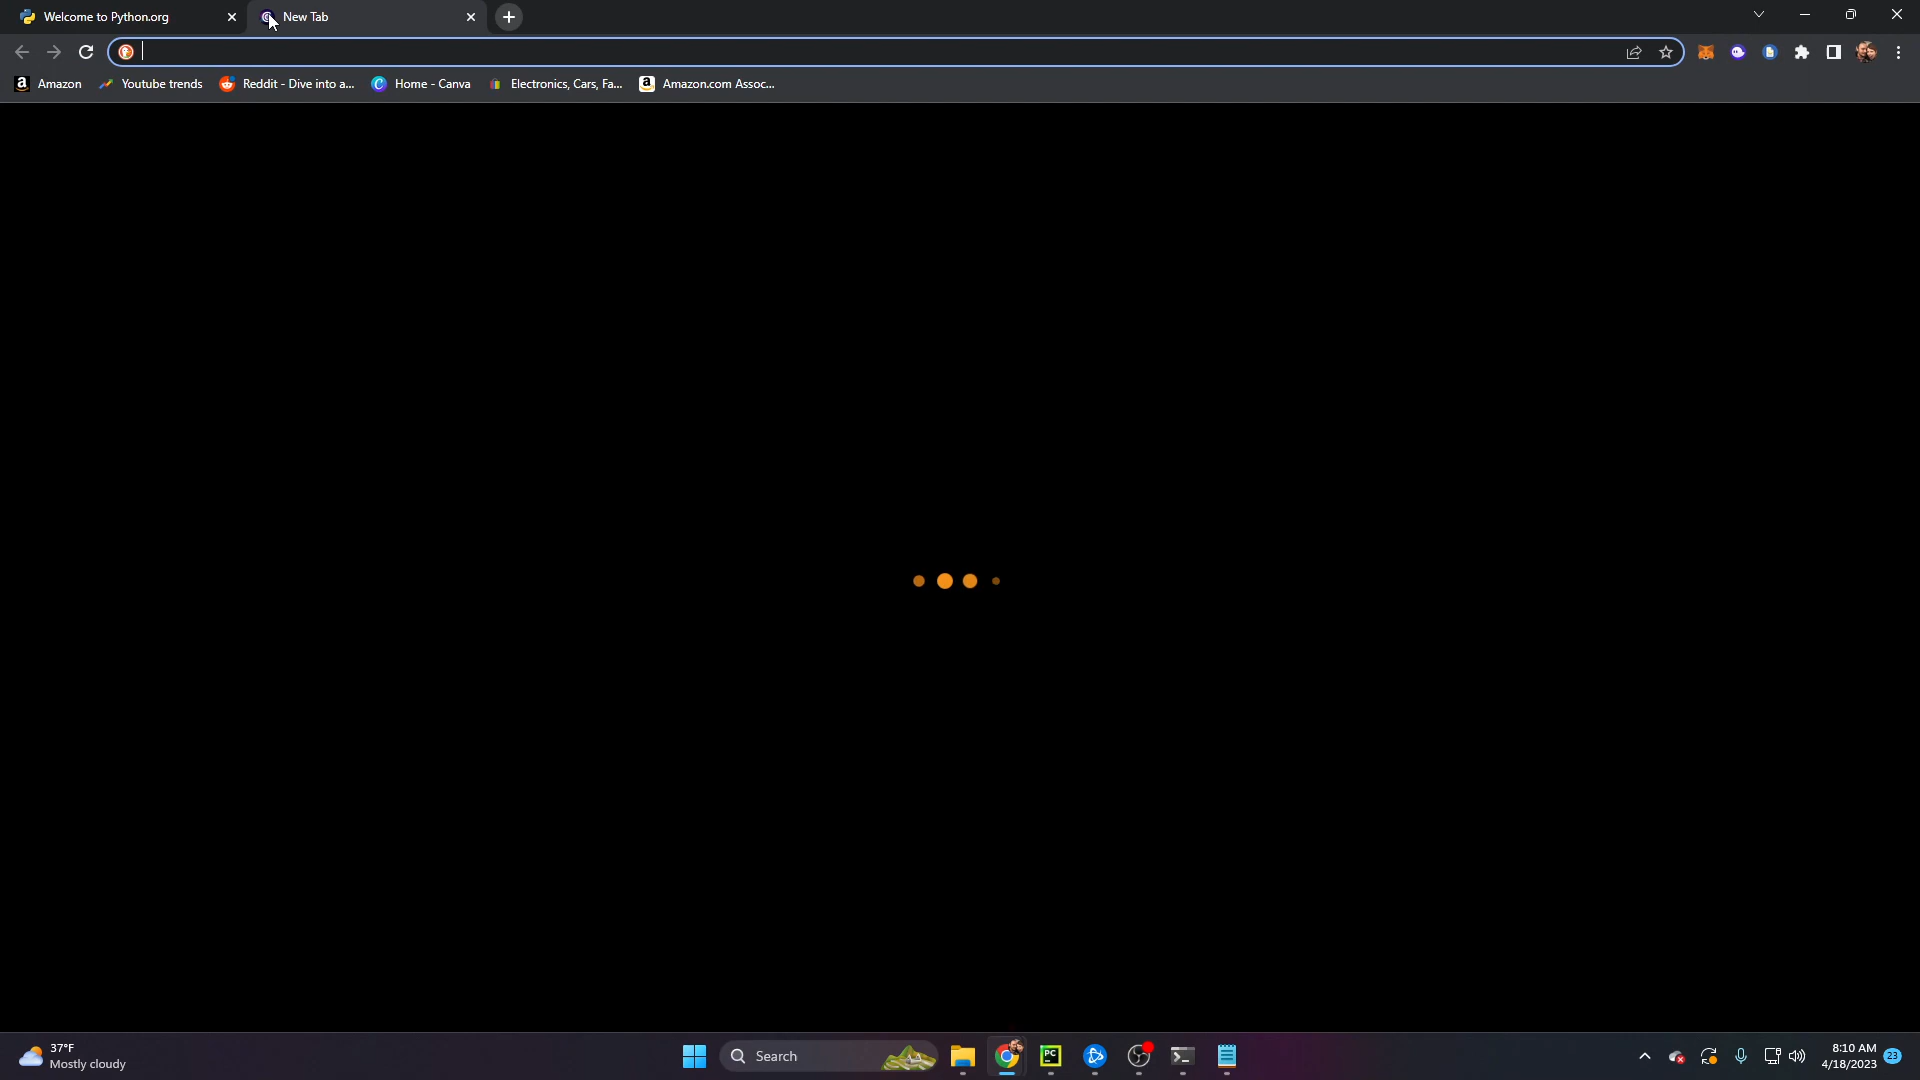 Welcome to Python.org
New Tab
Amazon
Youtube trends
Reddit - Dive into a...
Home - Canva
Electronics, Cars, Fa...
Amazon.com Assoc...
37°F
Mostly cloudy
Search
PC
8:10 AM
4/18/2023
23